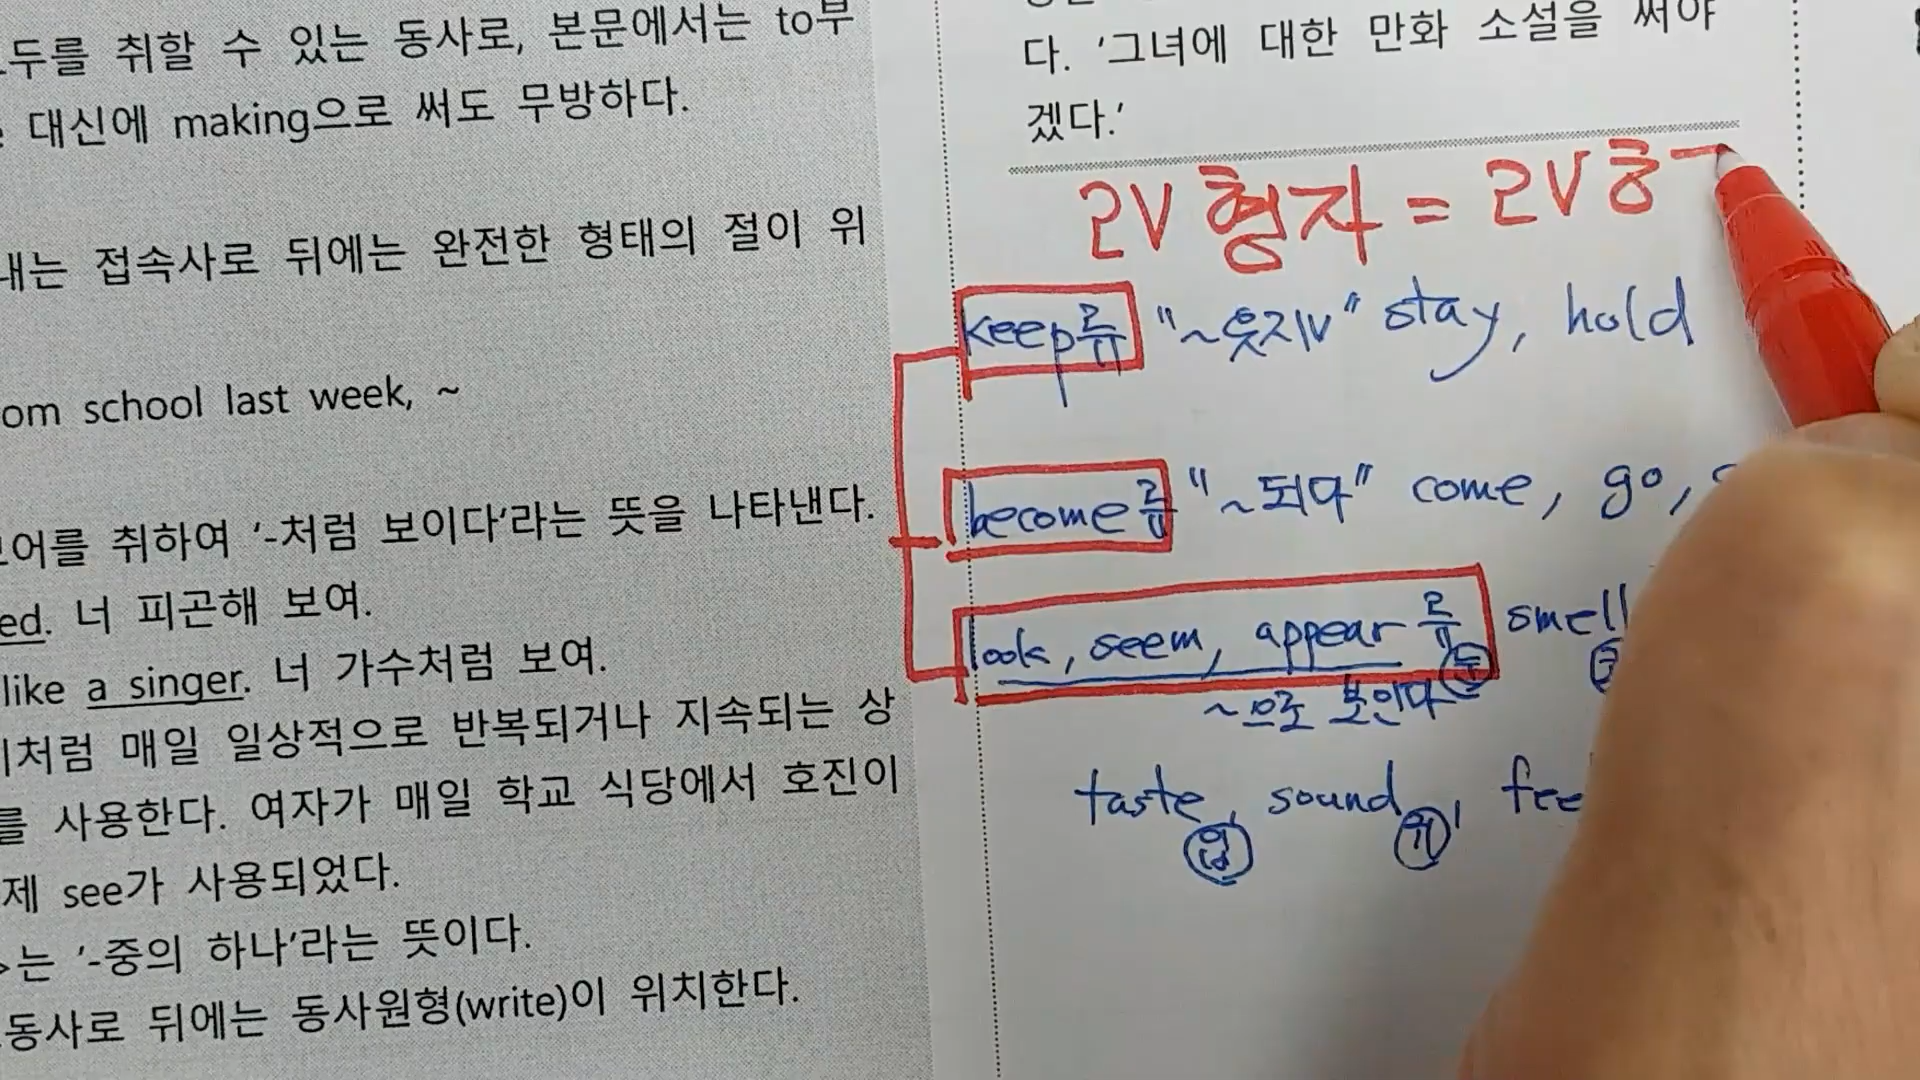 두를 취할 수 있는 동사로, 본문에서는 to부
대신에 making으로 써도 무방하다.
내는 접속사로 뒤에는 완전한 형태의 절이 위
om school last week, ~
어를 취하여 '-처럼 보이다'라는 뜻을 나타낸다.
ed. 너 피곤해 보여.
like a singer. 너 가수처럼 보여.
처럼 매일 일상적으로 반복되거나 지속되는 상
를 사용한다. 여자가 매일 학교 식당에서 호진이
제 see가 사용되었다.
>는 '-중의 하나'라는 뜻이다.
동사로 뒤에는 동사원형(write)이 위치한다.
다. '그녀에 대한 만화 소설을 써야
겠다.'
2V 형자 = 2V
keep류 "~웃지V" stay, hold
become류 "~되다" come, go,
look, seem, appear 류 눈 smell
~으로 보인다
taste, sound, fee
입 귀